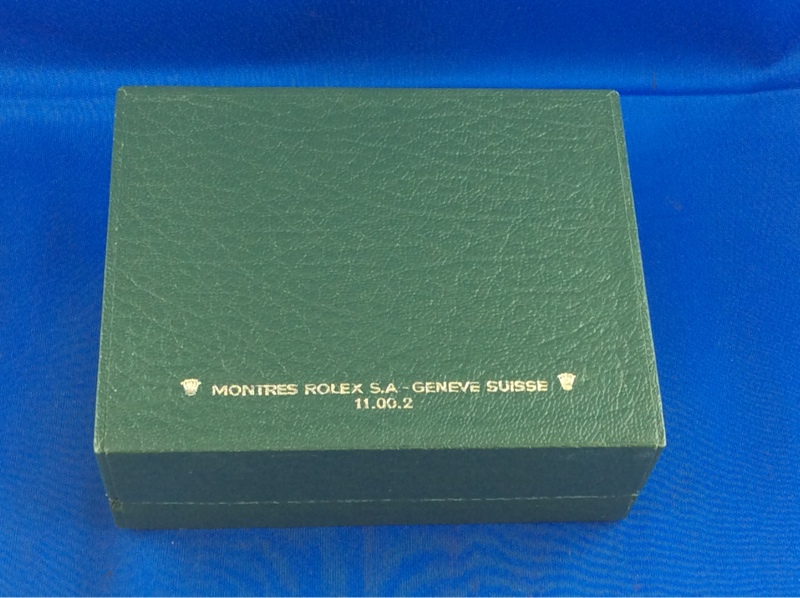 MONTRES ROLEX S.A - GENEVE SUISSE
11.00.2